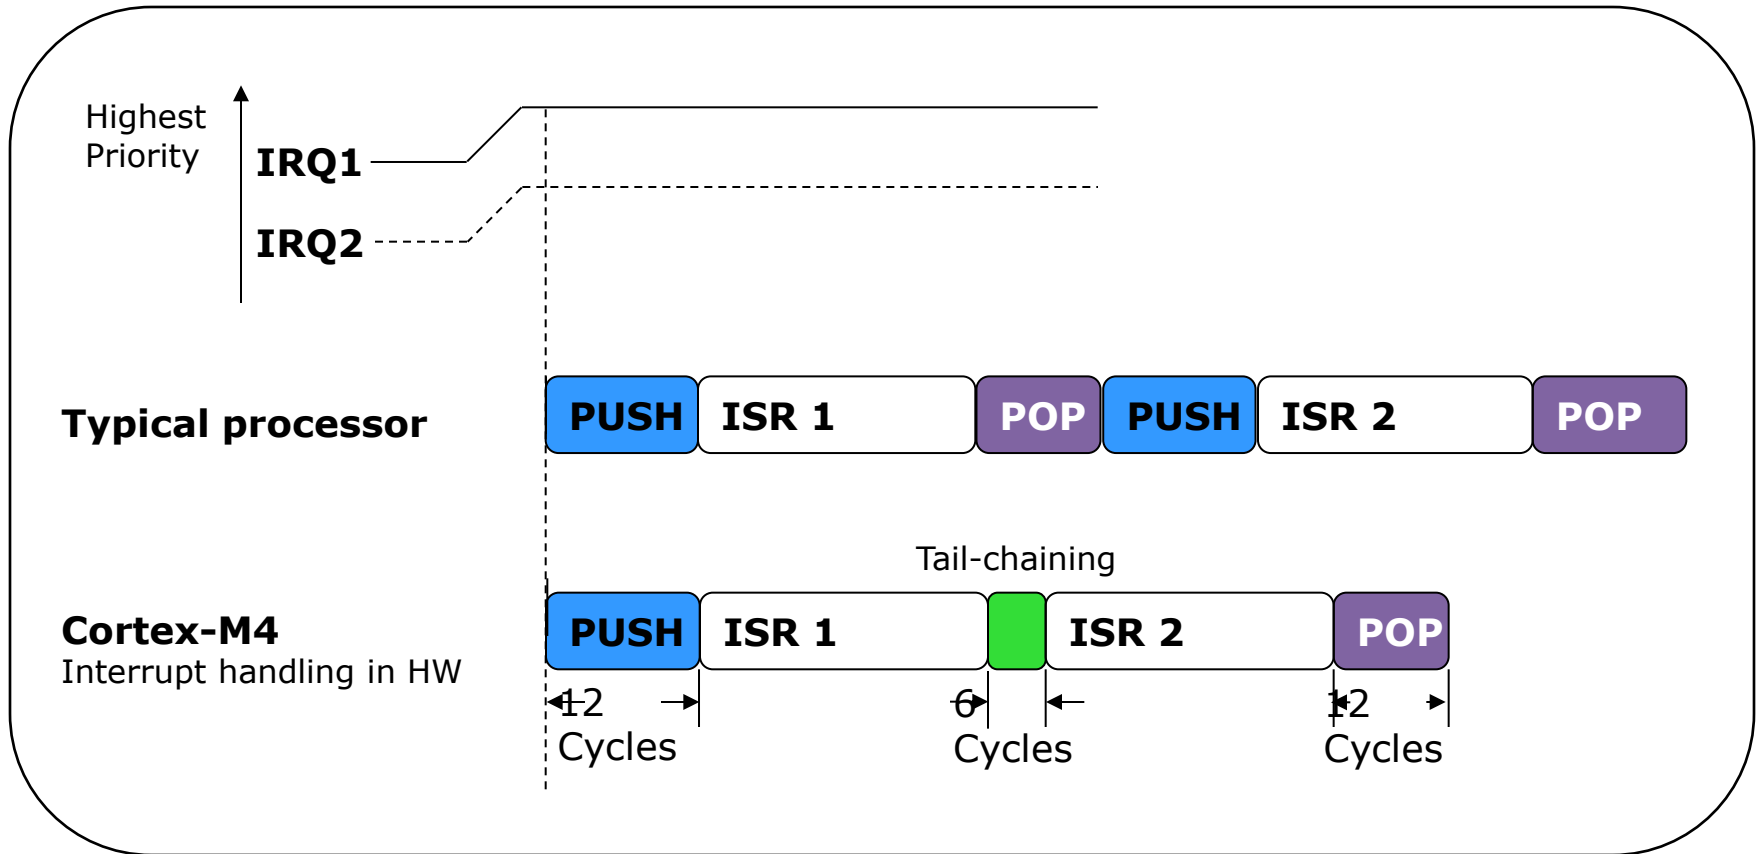 Highest
Priority
IRQ1
IRQ2
Typical processor
PUSH ISR 1 POP PUSH ISR 2 POP
Tail-chaining
Cortex-M4
Interrupt handling in HW
PUSH ISR 1 ISR 2 POP
12 6 12
Cycles Cycles Cycles